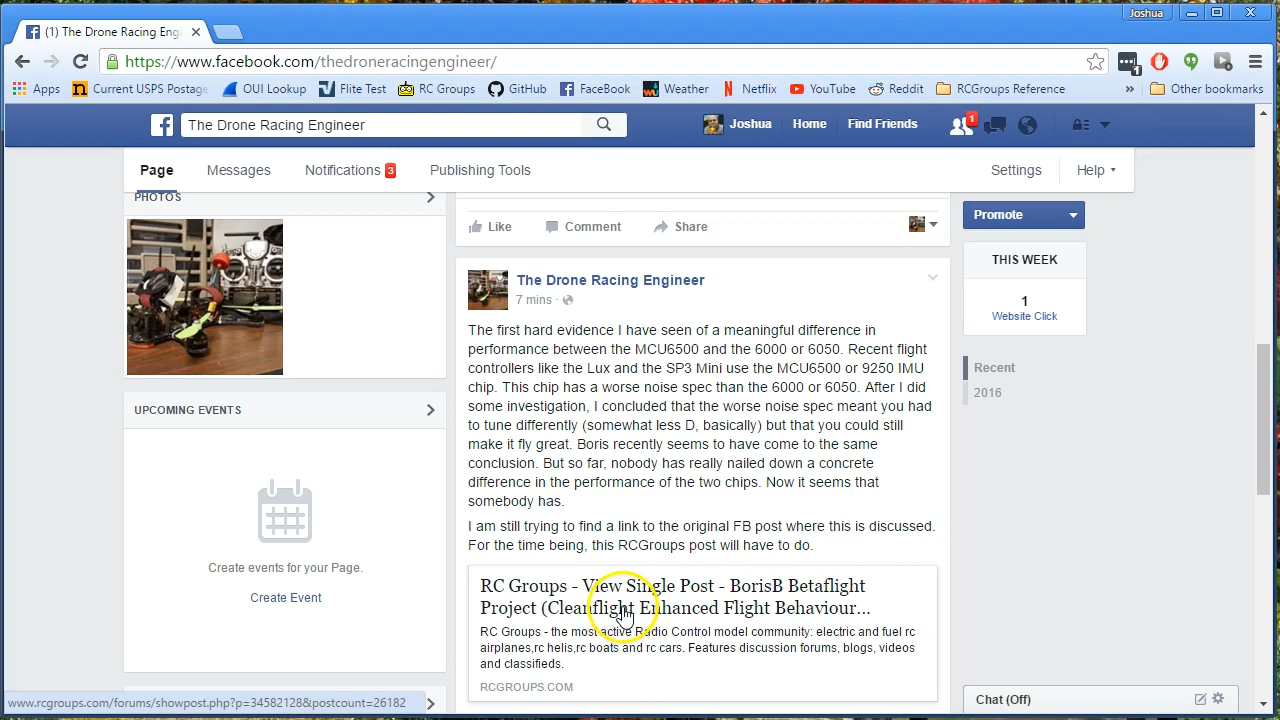 Joshua
(1) The Drone Racing Eng
https://www.facebook.com/thedroneracingengineer/
1
Apps
Current USPS Postage
OUI Lookup
Flite Test
RC Groups
GitHub
FaceBook
Weather
Netflix
YouTube
Reddit
RCGroups Reference
»
Other bookmarks
The Drone Racing Engineer
Joshua
Home
Find Friends
1
Page
Messages
Notifications 3
Publishing Tools
Settings
Help
PHOTOS
UPCOMING EVENTS
Create events for your Page.
Create Event
Like
Comment
Share
The Drone Racing Engineer
7 mins ·
The first hard evidence I have seen of a meaningful difference in
performance between the MCU6500 and the 6000 or 6050. Recent flight
controllers like the Lux and the SP3 Mini use the MCU6500 or 9250 IMU
chip. This chip has a worse noise spec than the 6000 or 6050. After I did
some investigation, I concluded that the worse noise spec meant you had
to tune differently (somewhat less D, basically) but that you could still
make it fly great. Boris recently seems to have come to the same
conclusion. But so far, nobody has really nailed down a concrete
difference in the performance of the two chips. Now it seems that
somebody has.
I am still trying to find a link to the original FB post where this is discussed.
For the time being, this RCGroups post will have to do.
RC Groups - View Single Post - BorisB Betaflight
Project (Cleanflight Enhanced Flight Behaviour...
RC Groups - the most active Radio Control model community: electric and fuel rc
airplanes,rc helis,rc boats and rc cars. Features discussion forums, blogs, videos
and classifieds.
RCGROUPS.COM
Promote
THIS WEEK
1
Website Click
Recent
2016
Chat (Off)
www.rcgroups.com/forums/showpost.php?p=34582128&postcount=26182